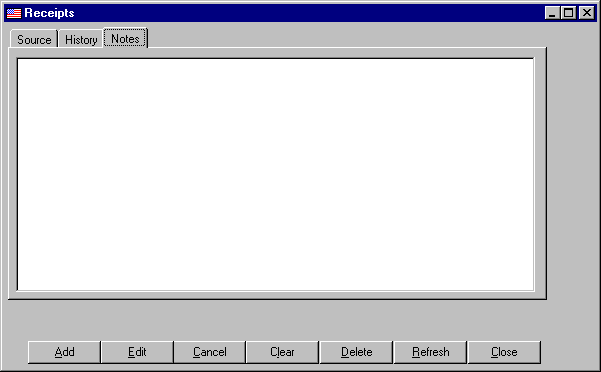 Receipts
Source History Notes
Add Edit Cancel Clear Delete Refresh Close